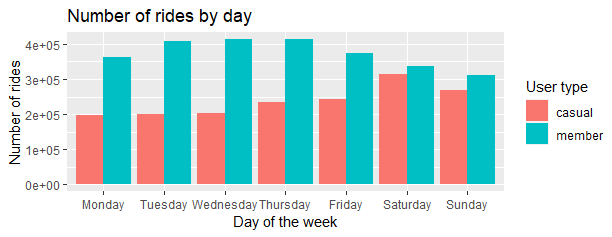 Number of rides by day
Number of rides
4e+05
3e+05
2e+05
1e+05
0e+00
Monday Tuesday Wednesday Thursday Friday Saturday Sunday
Day of the week
User type
casual
member